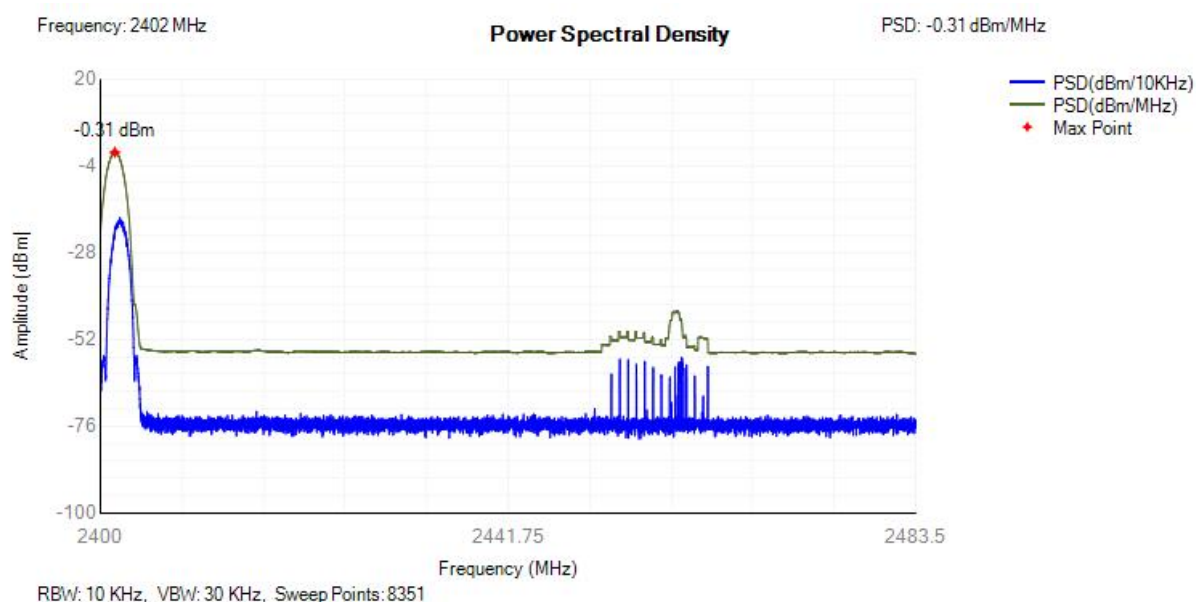 Frequency: 2402 MHz
Power Spectral Density
PSD: -0.31 dBm/MHz
PSD(dBm/10KHz)
PSD(dBm/MHz)
Max Point
-0.31 dBm
20
-4
-28
-52
-76
-100
Amplitude (dBm|
2400
2441.75
2483.5
Frequency (MHz)
RBW: 10 KHz, VBW: 30 KHz, Sweep Points: 8351